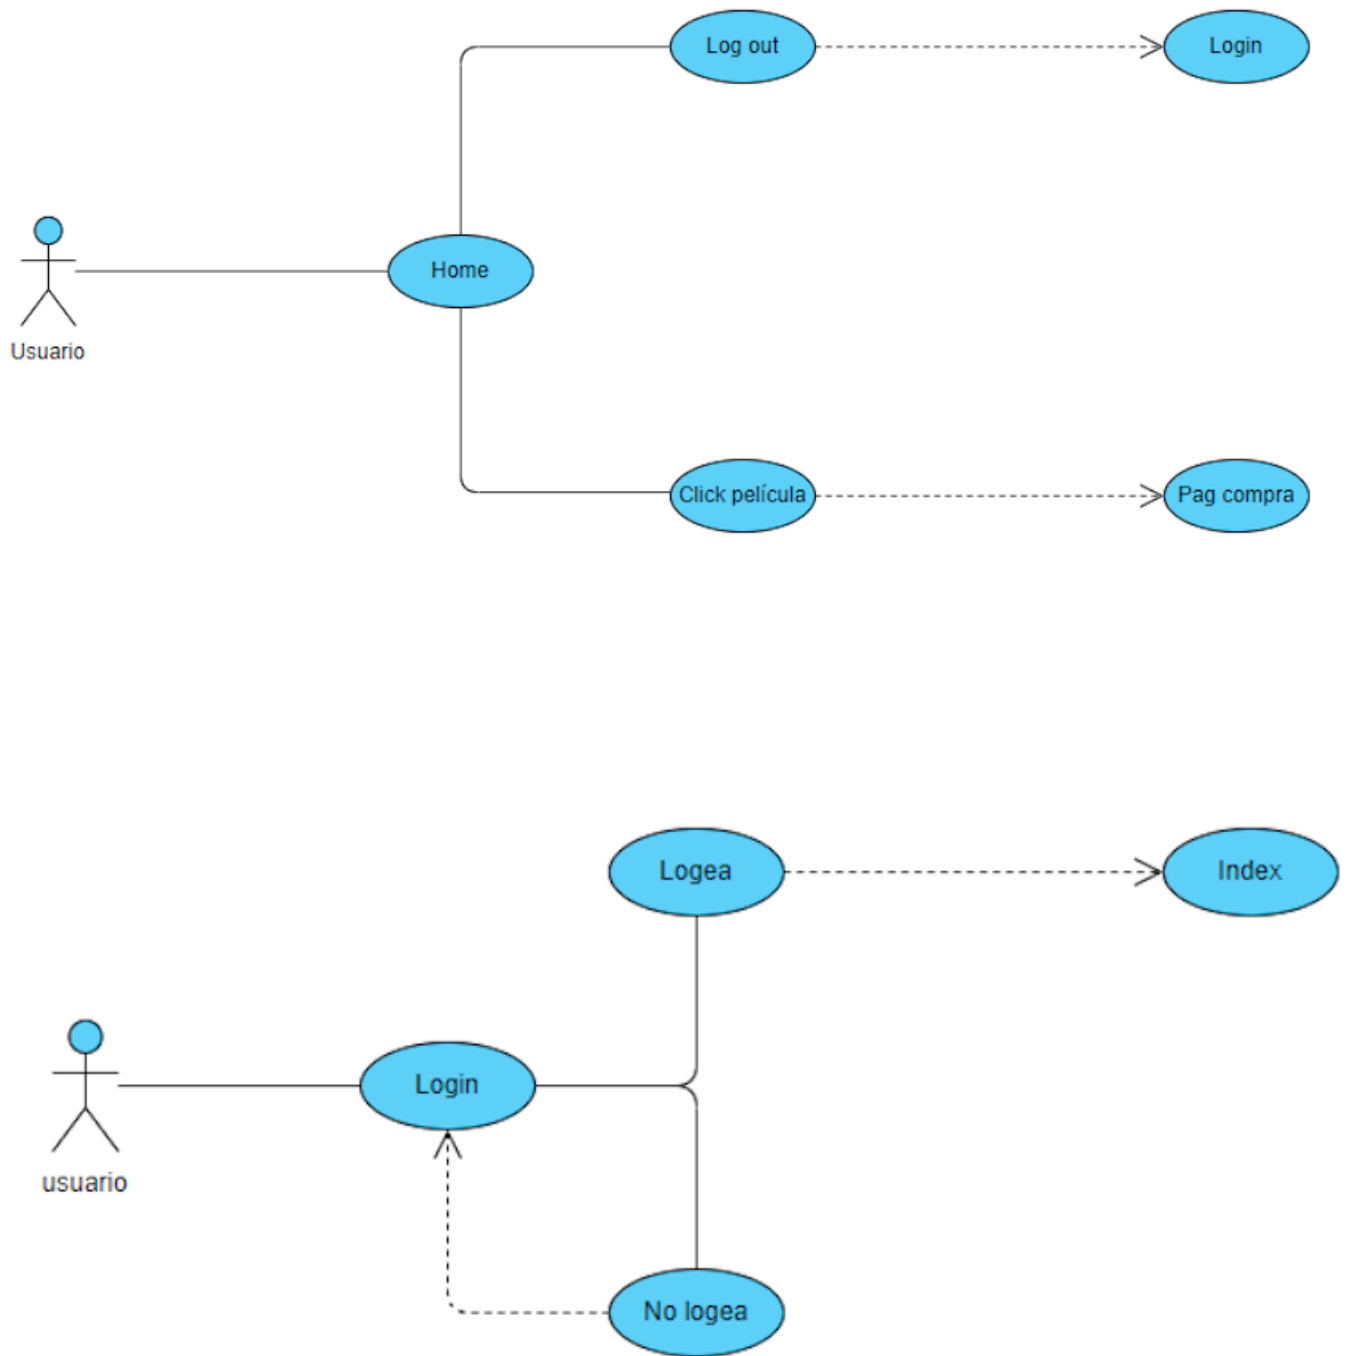 Log out
Login
Home
Usuario
Click película
Pag compra
Logea
Index
Login
usuario
No logea